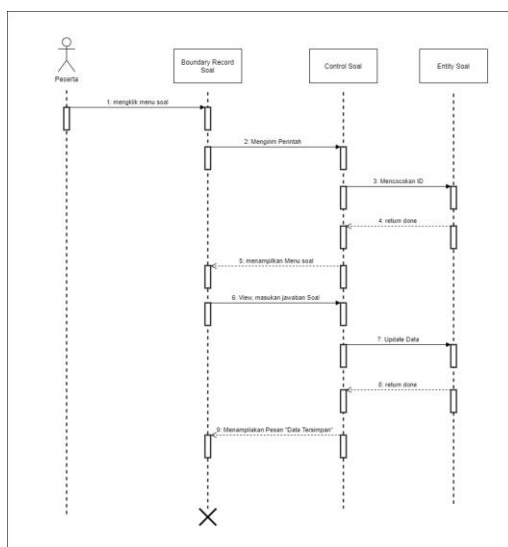 Peserta
Boundary Record
Soal
Control Soal
Entity Soal
1: mengklik menu soal
2: Mengirim Perintah
3: Mencocokan ID
4: return done
5: menampilkan Menu soal
6: View, masukan jawaban Soal
7: Update Data
8: return done
9: Menampilakan Pesan "Data Tersimpan"